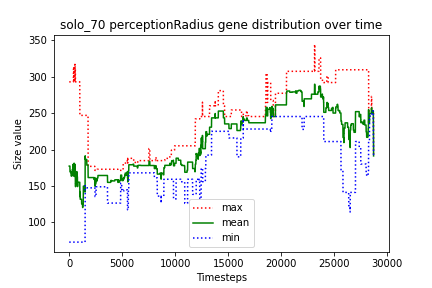 solo_70 perceptionRadius gene distribution over time
Size value
350
300
250
200
150
100
0 5000 10000 15000 20000 25000 30000
Timesteps
max
mean
min